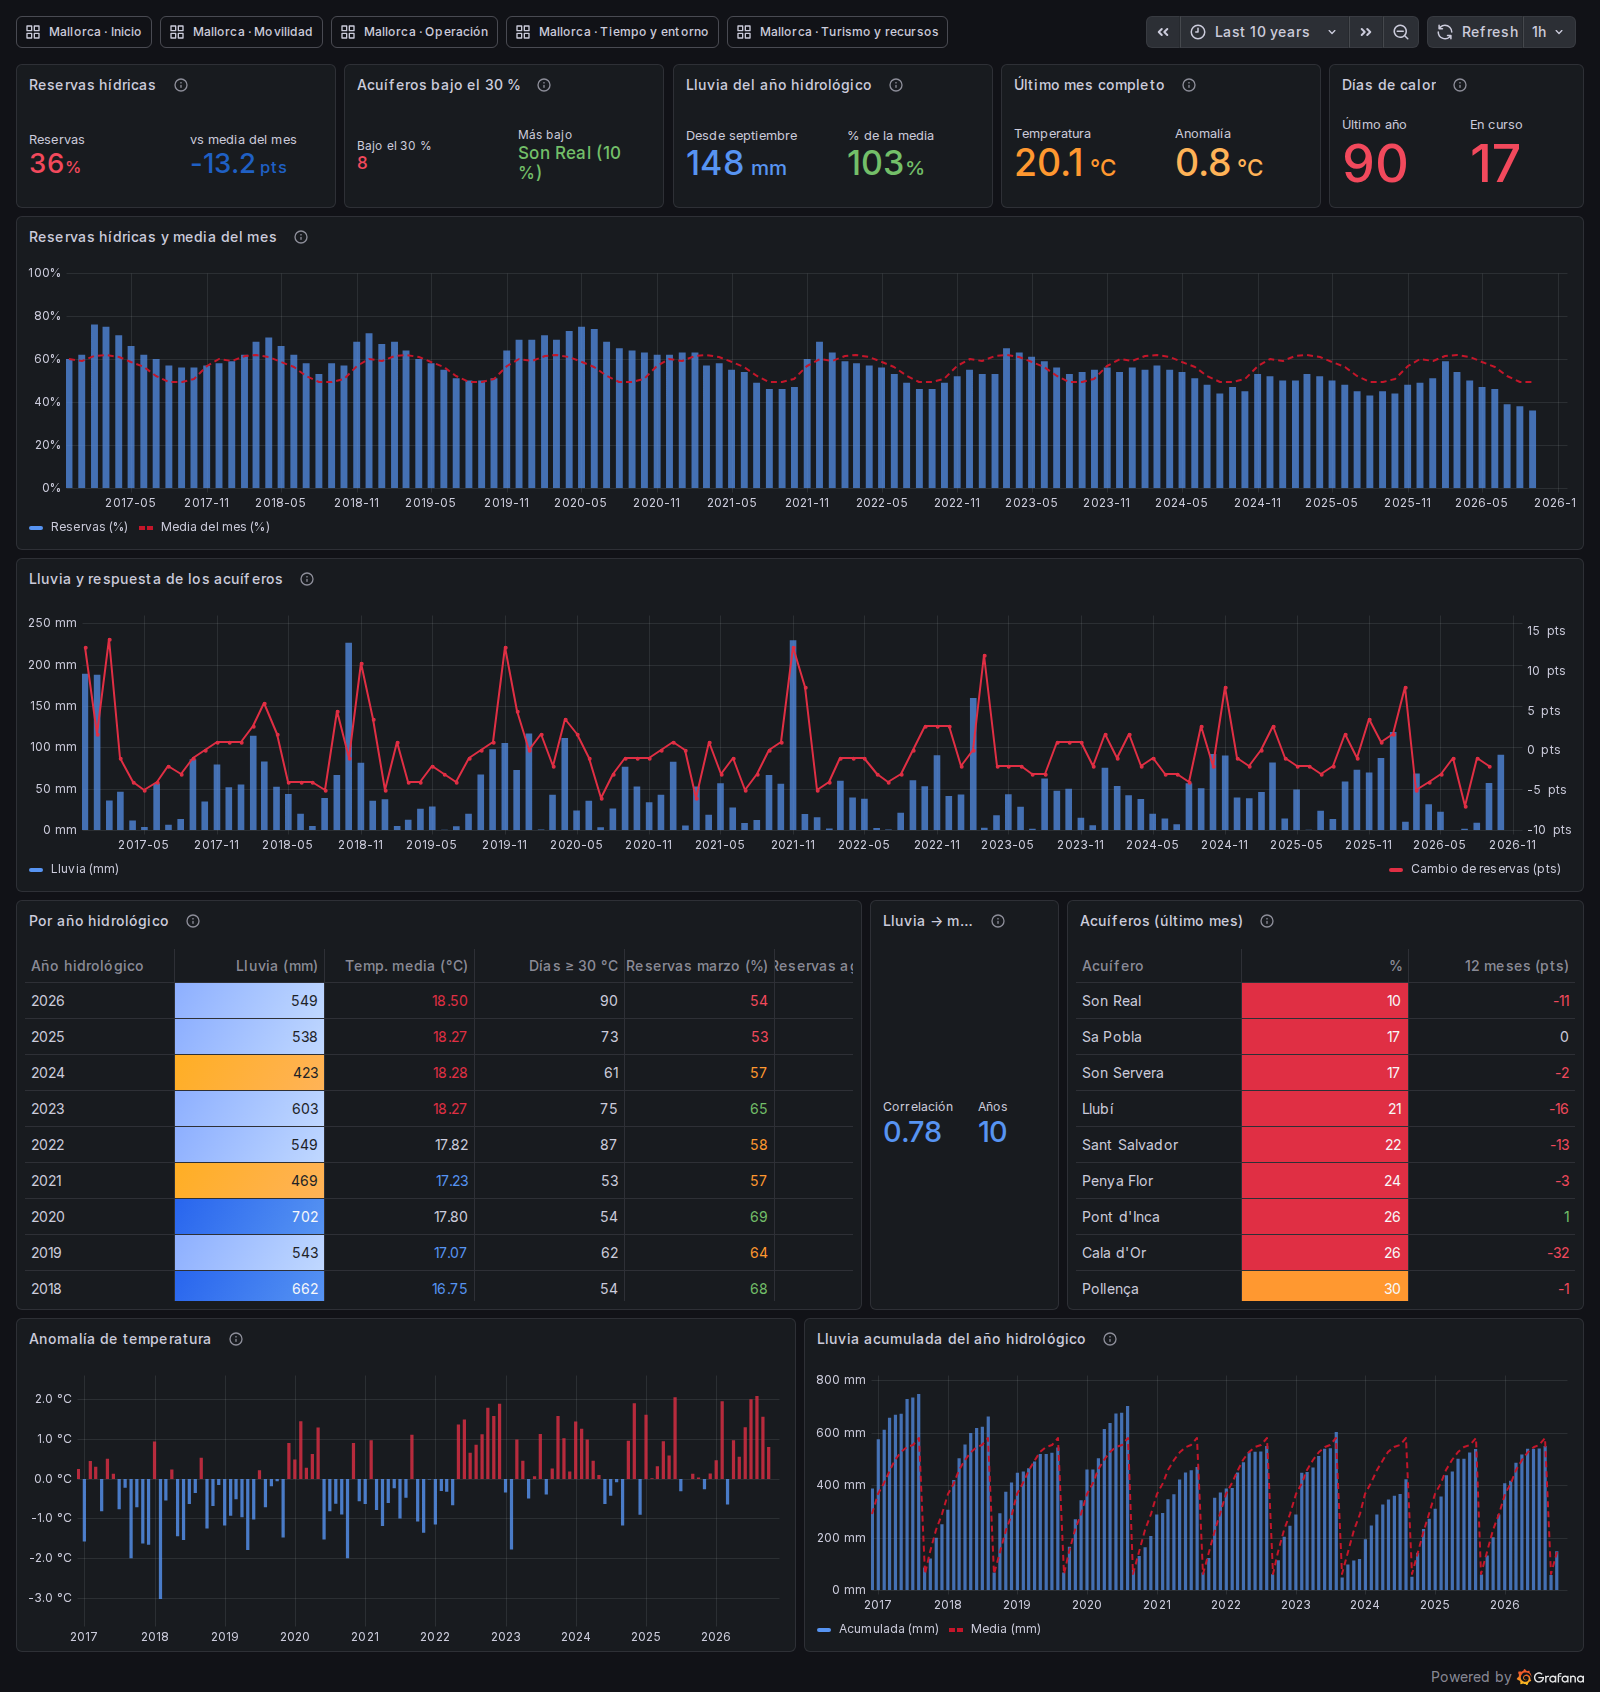 Mallorca · Inicio
Mallorca · Movilidad
Mallorca · Operación
Mallorca · Tiempo y entorno
Mallorca · Turismo y recursos
Last 10 years
Refresh
1h
Reservas hídricas
Reservas
36%
vs media del mes
-13.2 pts
Acuíferos bajo el 30 %
Bajo el 30 %
8
Más bajo
Son Real (10
%)
Lluvia del año hidrológico
Desde septiembre
148 mm
% de la media
103%
Último mes completo
Temperatura
20.1 °C
Anomalía
0.8 °C
Días de calor
Último año
90
En curso
17
Reservas hídricas y media del mes
100%
80%
60%
40%
20%
0%
2017-05 2017-11 2018-05 2018-11 2019-05 2019-11 2020-05 2020-11 2021-05 2021-11 2022-05 2022-11 2023-05 2023-11 2024-05 2024-11 2025-05 2025-11 2026-05 2026-1
Reservas (%) Media del mes (%)
Lluvia y respuesta de los acuíferos
250 mm
200 mm
150 mm
100 mm
50 mm
0 mm
15 pts
10 pts
5 pts
0 pts
-5 pts
-10 pts
2017-05 2017-11 2018-05 2018-11 2019-05 2019-11 2020-05 2020-11 2021-05 2021-11 2022-05 2022-11 2023-05 2023-11 2024-05 2024-11 2025-05 2025-11 2026-05 2026-11
Lluvia (mm)
Cambio de reservas (pts)
Por año hidrológico
Año hidrológico Lluvia (mm) Temp. media (°C) Días ≥ 30 °C Reservas marzo (%) Reservas ag
2026 549 18.50 90 54
2025 538 18.27 73 53
2024 423 18.28 61 57
2023 603 18.27 75 65
2022 549 17.82 87 58
2021 469 17.23 53 57
2020 702 17.80 54 69
2019 543 17.07 62 64
2018 662 16.75 54 68
Lluvia → m...
Correlación
0.78
Años
10
Acuíferos (último mes)
Acuífero % 12 meses (pts)
Son Real 10 -11
Sa Pobla 17 0
Son Servera 17 -2
Llubí 21 -16
Sant Salvador 22 -13
Penya Flor 24 -3
Pont d'Inca 26 1
Cala d'Or 26 -32
Pollença 30 -1
Anomalía de temperatura
2.0 °C
1.0 °C
0.0 °C
-1.0 °C
-2.0 °C
-3.0 °C
2017 2018 2019 2020 2021 2022 2023 2024 2025 2026
Lluvia acumulada del año hidrológico
800 mm
600 mm
400 mm
200 mm
0 mm
2017 2018 2019 2020 2021 2022 2023 2024 2025 2026
Acumulada (mm) Media (mm)
Powered by Grafana